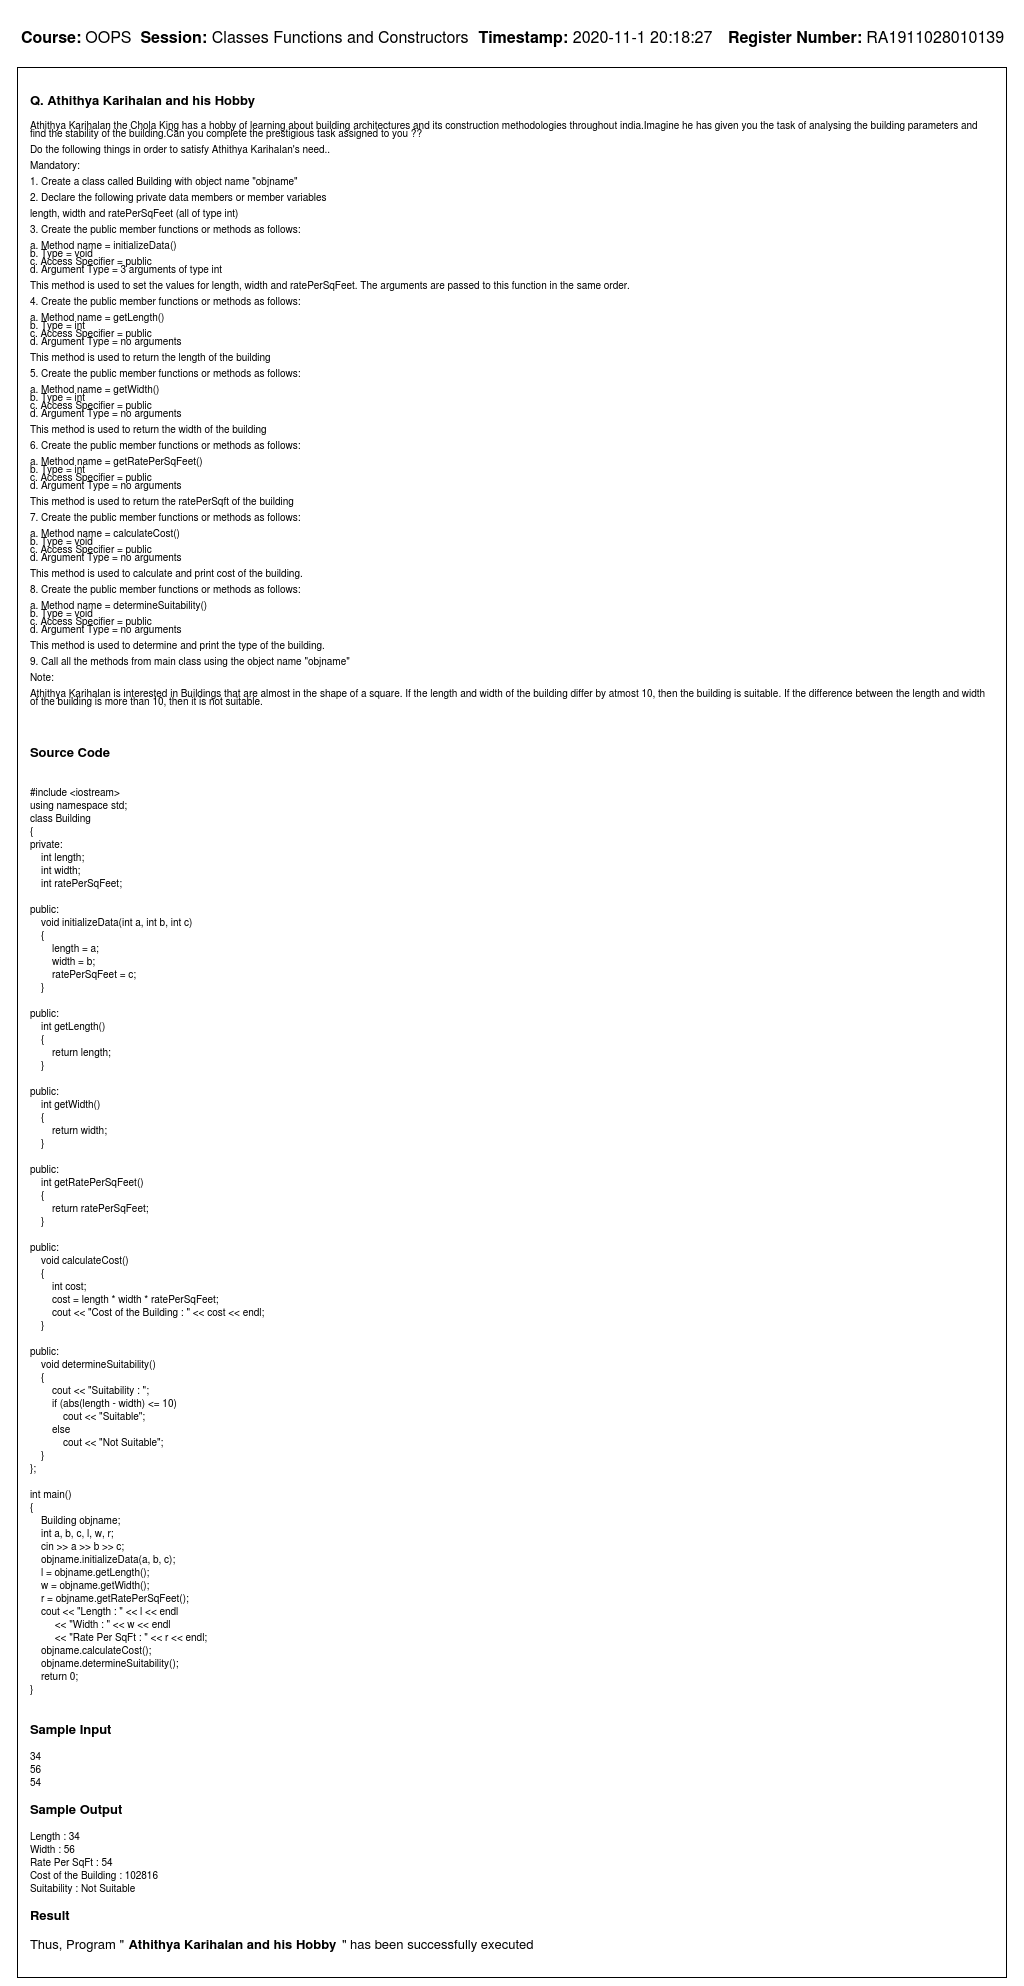 Course: OOPS Session: Classes Functions and Constructors Timestamp: 2020-11-1 20:18:27 Register Number: RA1911028010139
Q. Athithya Karihalan and his Hobby
Athithya Karihalan the Chola King has a hobby of learning about building architectures and its construction methodologies throughout india.Imagine he has given you the task of analysing the building parameters and
find the stability of the building.Can you complete the prestigious task assigned to you ??
Do the following things in order to satisfy Athithya Karihalan's need..
Mandatory:
1. Create a class called Building with object name "objname"
2. Declare the following private data members or member variables
length, width and ratePerSqFeet (all of type int)
3. Create the public member functions or methods as follows:
a. Method name = initializeData()
b. Type = void
c. Access Specifier = public
d. Argument Type = 3 arguments of type int
This method is used to set the values for length, width and ratePerSqFeet. The arguments are passed to this function in the same order.
4. Create the public member functions or methods as follows:
a. Method name = getLength()
b. Type = int
c. Access Specifier = public
d. Argument Type = no arguments
This method is used to return the length of the building
5. Create the public member functions or methods as follows:
a. Method name = getWidth()
b. Type = int
c. Access Specifier = public
d. Argument Type = no arguments
This method is used to return the width of the building
6. Create the public member functions or methods as follows:
a. Method name = getRatePerSqFeet()
b. Type = int
c. Access Specifier = public
d. Argument Type = no arguments
This method is used to return the ratePerSqft of the building
7. Create the public member functions or methods as follows:
a. Method name = calculateCost()
b. Type = void
c. Access Specifier = public
d. Argument Type = no arguments
This method is used to calculate and print cost of the building.
8. Create the public member functions or methods as follows:
a. Method name = determineSuitability()
b. Type = void
c. Access Specifier = public
d. Argument Type = no arguments
This method is used to determine and print the type of the building.
9. Call all the methods from main class using the object name "objname"
Note:
Athithya Karihalan is interested in Buildings that are almost in the shape of a square. If the length and width of the building differ by atmost 10, then the building is suitable. If the difference between the length and width
of the building is more than 10, then it is not suitable.
Source Code
#include <iostream>
using namespace std;
class Building
{
private:
    int length;
    int width;
    int ratePerSqFeet;
public:
    void initializeData(int a, int b, int c)
    {
        length = a;
        width = b;
        ratePerSqFeet = c;
    }
public:
    int getLength()
    {
        return length;
    }
public:
    int getWidth()
    {
        return width;
    }
public:
    int getRatePerSqFeet()
    {
        return ratePerSqFeet;
    }
public:
    void calculateCost()
    {
        int cost;
        cost = length * width * ratePerSqFeet;
        cout << "Cost of the Building : " << cost << endl;
    }
public:
    void determineSuitability()
    {
        cout << "Suitability : ";
        if (abs(length - width) <= 10)
            cout << "Suitable";
        else
            cout << "Not Suitable";
    }
};
int main()
{
    Building objname;
    int a, b, c, l, w, r;
    cin >> a >> b >> c;
    objname.initializeData(a, b, c);
    l = objname.getLength();
    w = objname.getWidth();
    r = objname.getRatePerSqFeet();
    cout << "Length : " << l << endl
         << "Width : " << w << endl
         << "Rate Per SqFt : " << r << endl;
    objname.calculateCost();
    objname.determineSuitability();
    return 0;
}
Sample Input
34
56
54
Sample Output
Length : 34
Width : 56
Rate Per SqFt : 54
Cost of the Building : 102816
Suitability : Not Suitable
Result
Thus, Program " Athithya Karihalan and his Hobby " has been successfully executed